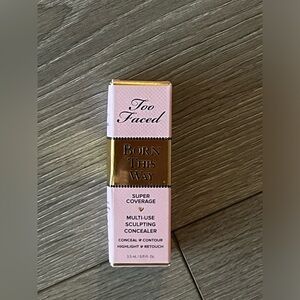 Too
Faced
BORN
THIS
WAY
SUPER
COVERAGE
MULTI-USE
SCULPTING
CONCEALER
CONCEAL & CONTOUR
HIGHLIGHT & RETOUCH